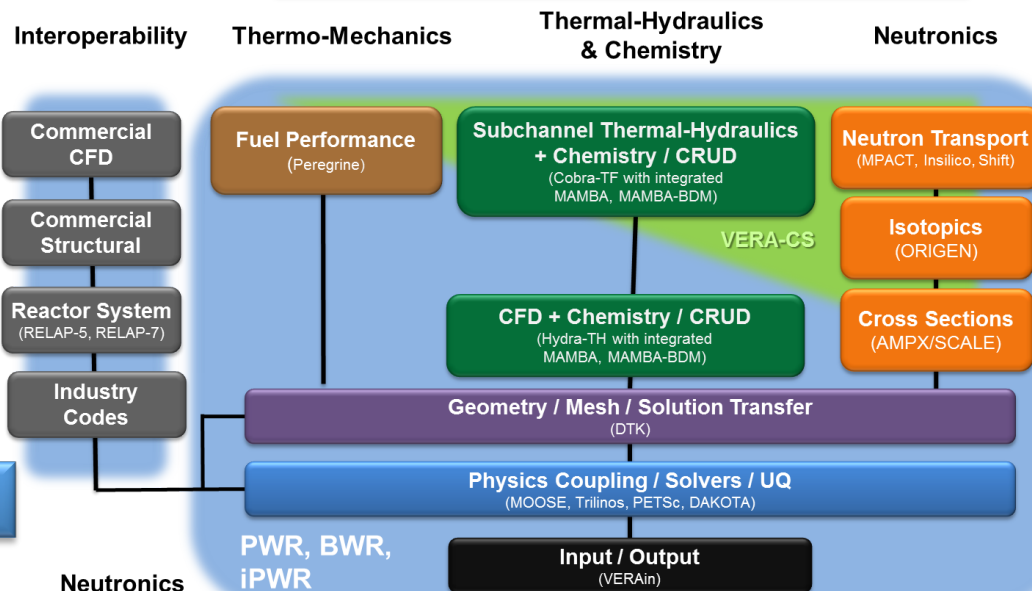 Interoperability
Thermo-Mechanics
Thermal-Hydraulics
& Chemistry
Neutronics
Commercial
CFD
Commercial
Structural
Reactor System
(RELAP-5, RELAP-7)
Industry
Codes
Fuel Performance
(Peregrine)
Subchannel Thermal-Hydraulics
+ Chemistry / CRUD
(Cobra-TF with integrated
MAMBA, MAMBA-BDM)
VERA-CS
CFD + Chemistry / CRUD
(Hydra-TH with integrated
MAMBA, MAMBA-BDM)
Neutron Transport
(MPACT, Insilico, Shift)
Isotopics
(ORIGEN)
Cross Sections
(AMPX/SCALE)
Geometry / Mesh / Solution Transfer
(DTK)
Physics Coupling / Solvers / UQ
(MOOSE, Trilinos, PETSc, DAKOTA)
Input / Output
(VERAin)
PWR, BWR,
iPWR
Neutronics